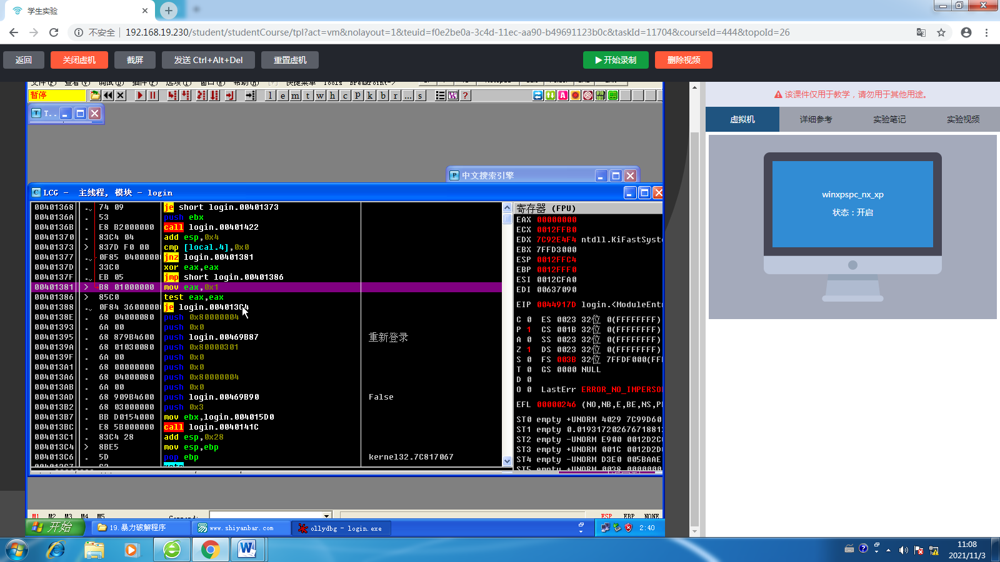 学生实验
不安全 192.168.19.230/student/studentCourse/tpl?act=vm&nolayout=1&teuid=f0e2be0a-3c4d-11ec-aa90-b49691123b0c&taskId=11704&courseId=444&topoId=26
返回 关闭虚机 截屏 发送 Ctrl+Alt+Del 重置虚机 开始录制 删除视频
暂停 l e m t w h c p k b r ... s
该课件仅用于教学，请勿用于其他用途。
虚拟机 详细参考 实验笔记 实验视频
T..
中文搜索引擎
winxpspc_nx_xp
状态：开启
LCG - 主线程, 模块 - login
00401368 . 74 09 je short login.00401373
0040136A . 53 push ebx
0040136B . E8 B2000000 call login.00401422
00401370 . 83C4 04 add esp,0x4
00401373 > 837D F0 00 cmp [local.4],0x0
00401377 . 0F85 0400000 jnz login.00401381
0040137D . 33C0 xor eax,eax
0040137F . EB 05 jmp short login.00401386
00401381 > B8 01000000 mov eax,0x1
00401386 > 85C0 test eax,eax
00401388 . 0F84 3600000 je login.004013C4
0040138E . 68 04000080 push 0x80000004
00401393 . 6A 00 push 0x0
00401395 . 68 879B4600 push login.00469B87 重新登录
0040139A . 68 01030080 push 0x80000301
0040139F . 6A 00 push 0x0
004013A1 . 68 00000000 push 0x0
004013A6 . 68 04000080 push 0x80000004
004013AB . 6A 00 push 0x0
004013AD . 68 909B4600 push login.00469B90 False
004013B2 . 68 03000000 push 0x3
004013B7 . BB D0154000 mov ebx,login.004015D0
004013BC . E8 5B000000 call login.0040141C
004013C1 . 83C4 28 add esp,0x28
004013C4 > 8BE5 mov esp,ebp
004013C6 . 5D pop ebp kernel32.7C817067
寄存器 (FPU)
EAX 00000000
ECX 0012FFB0
EDX 7C92E4F4 ntdll.KiFastSyste
EBX 7FFD3000
ESP 0012FFC4
EBP 0012FFF0
ESI 0012CFA0
EDI 00637090
EIP 0044917D login.<ModuleEnt
C 0 ES 0023 32位 0(FFFFFFFF)
P 1 CS 001B 32位 0(FFFFFFFF)
A 0 SS 0023 32位 0(FFFFFFFF)
Z 1 DS 0023 32位 0(FFFFFFFF)
S 0 FS 003B 32位 7FFDF000(FF
T 0 GS 0000 NULL
D 0
O 0 LastErr ERROR_NO_IMPERSO
EFL 00000246 (NO,NB,E,BE,NS,P
ST0 empty +UNORM 4029 7C99D60
ST1 empty 0.01931720267671881
ST2 empty -UNORM E900 0012D2C
ST3 empty +UNORM 001C 0012D2D
ST4 empty -UNORM D3E0 005BAAE
ST5 empty +UNORM 0038 0000000
M1 M2 M3 M4 M5 Command: ESP EBP NONE
开始 19.暴力破解程序 www.shiyanbar.com ollydbg - login.exe 2:40
11:08
2021/11/3